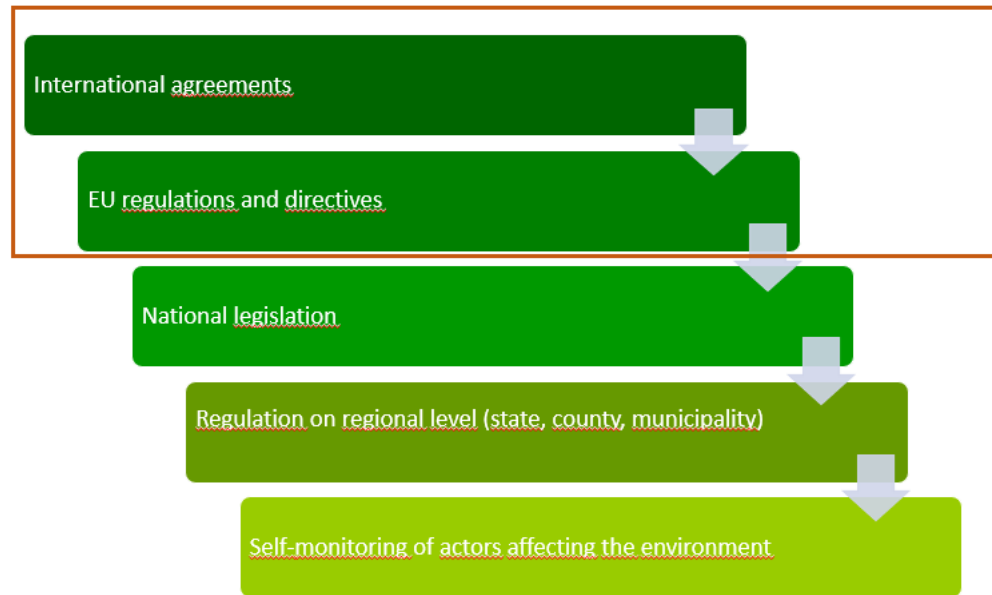 International agreements
EU regulations and directives
National legislation
Regulation on regional level (state, county, municipality)
Self-monitoring of actors affecting the environment